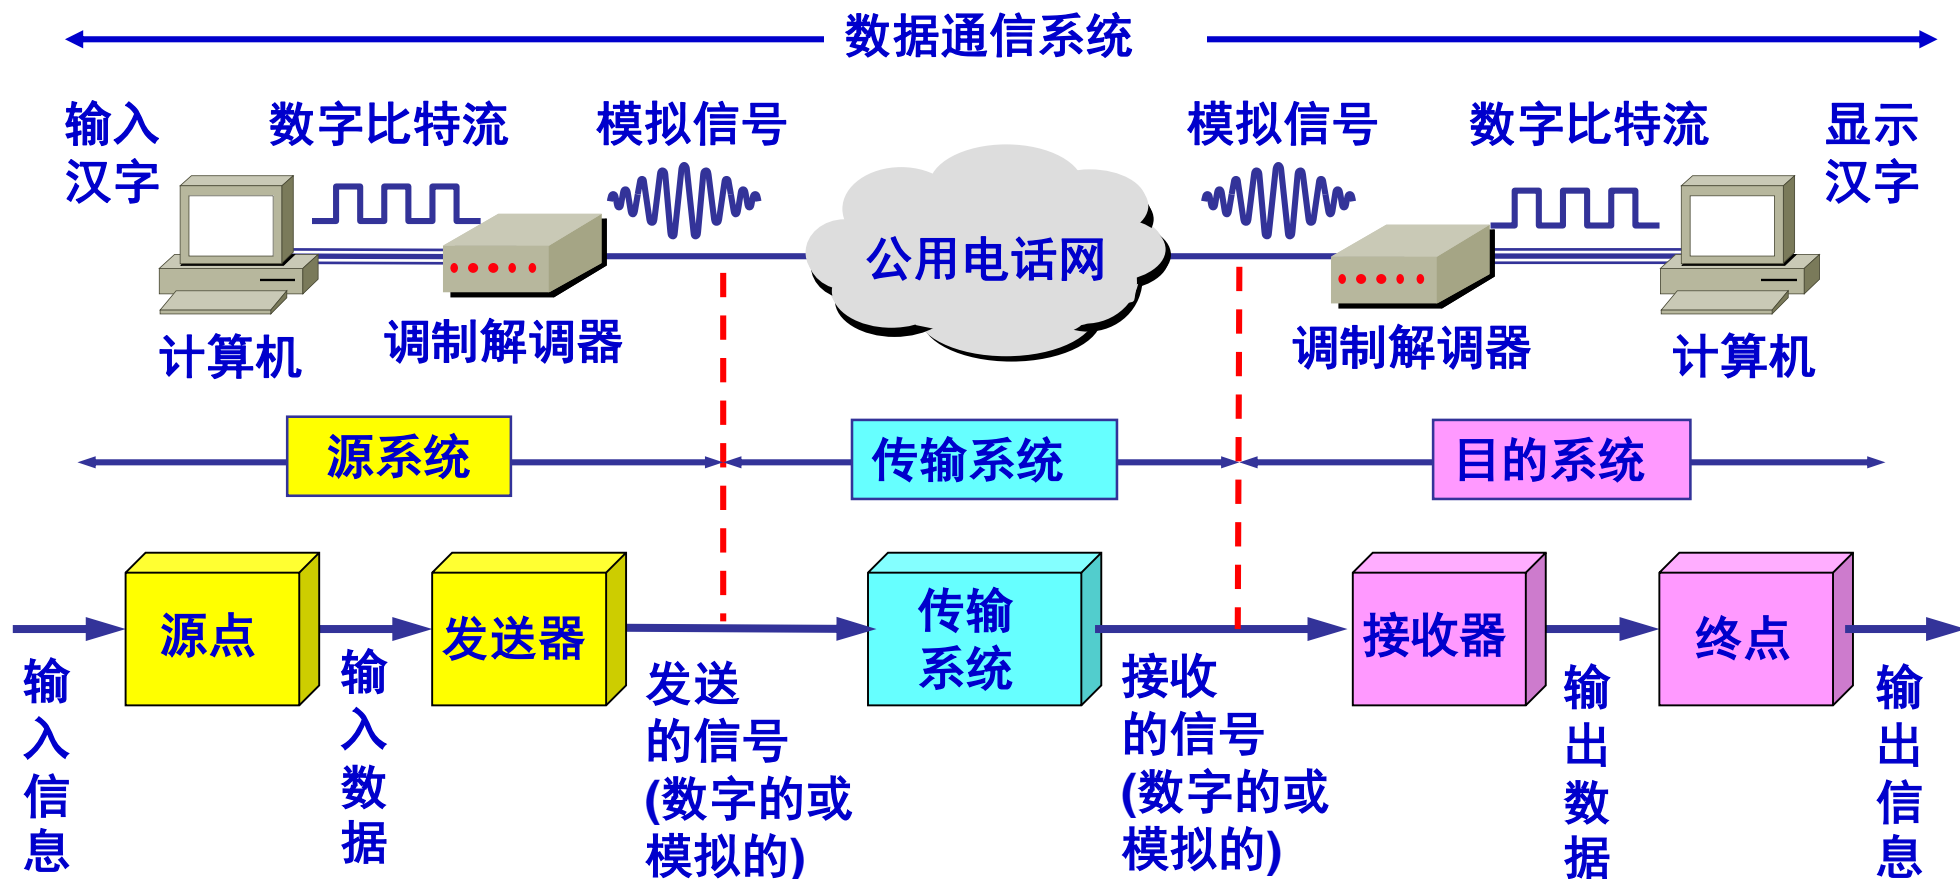 数据通信系统
输入
汉字
数字比特流
模拟信号
模拟信号
数字比特流
显示
汉字
公用电话网
计算机
调制解调器
调制解调器
计算机
源系统
传输系统
目的系统
源点
发送器
传输
系统
接收器
终点
输
入
信
息
输
入
数
据
发送
的信号
(数字的或
模拟的)
接收
的信号
(数字的或
模拟的)
输
出
数
据
输
出
信
息